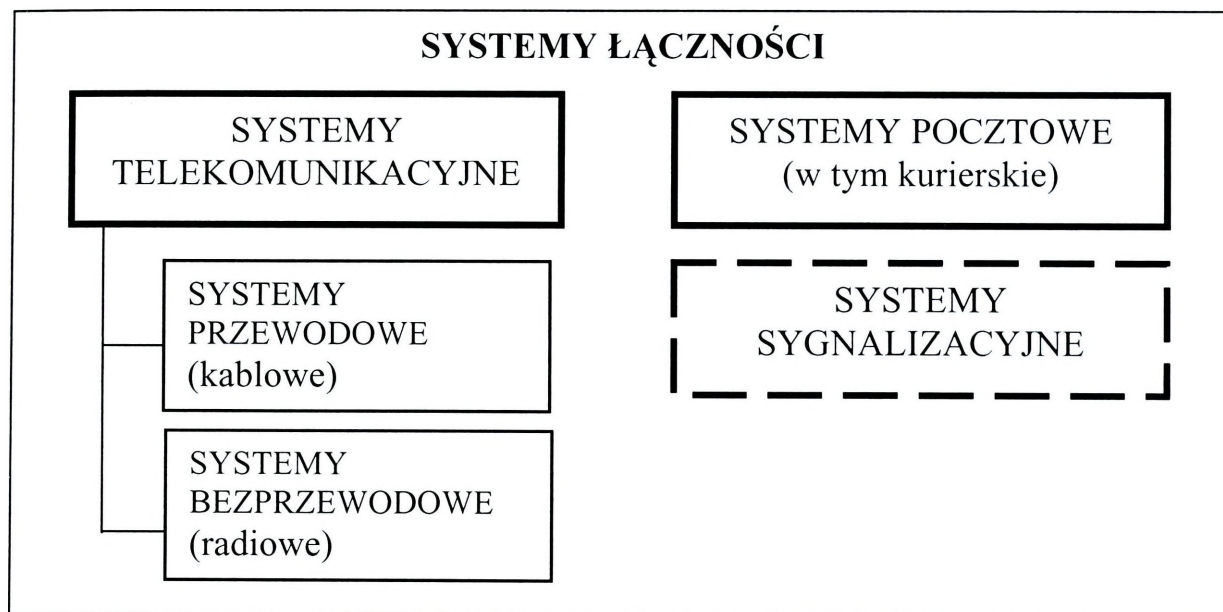 SYSTEMY ŁĄCZNOŚCI
SYSTEMY
TELEKOMUNIKACYJNE
SYSTEMY
PRZEWODOWE
(kablowe)
SYSTEMY
BEZPRZEWODOWE
(radiowe)
SYSTEMY POCZTOWE
(w tym kurierskie)
SYSTEMY
SYGNALIZACYJNE